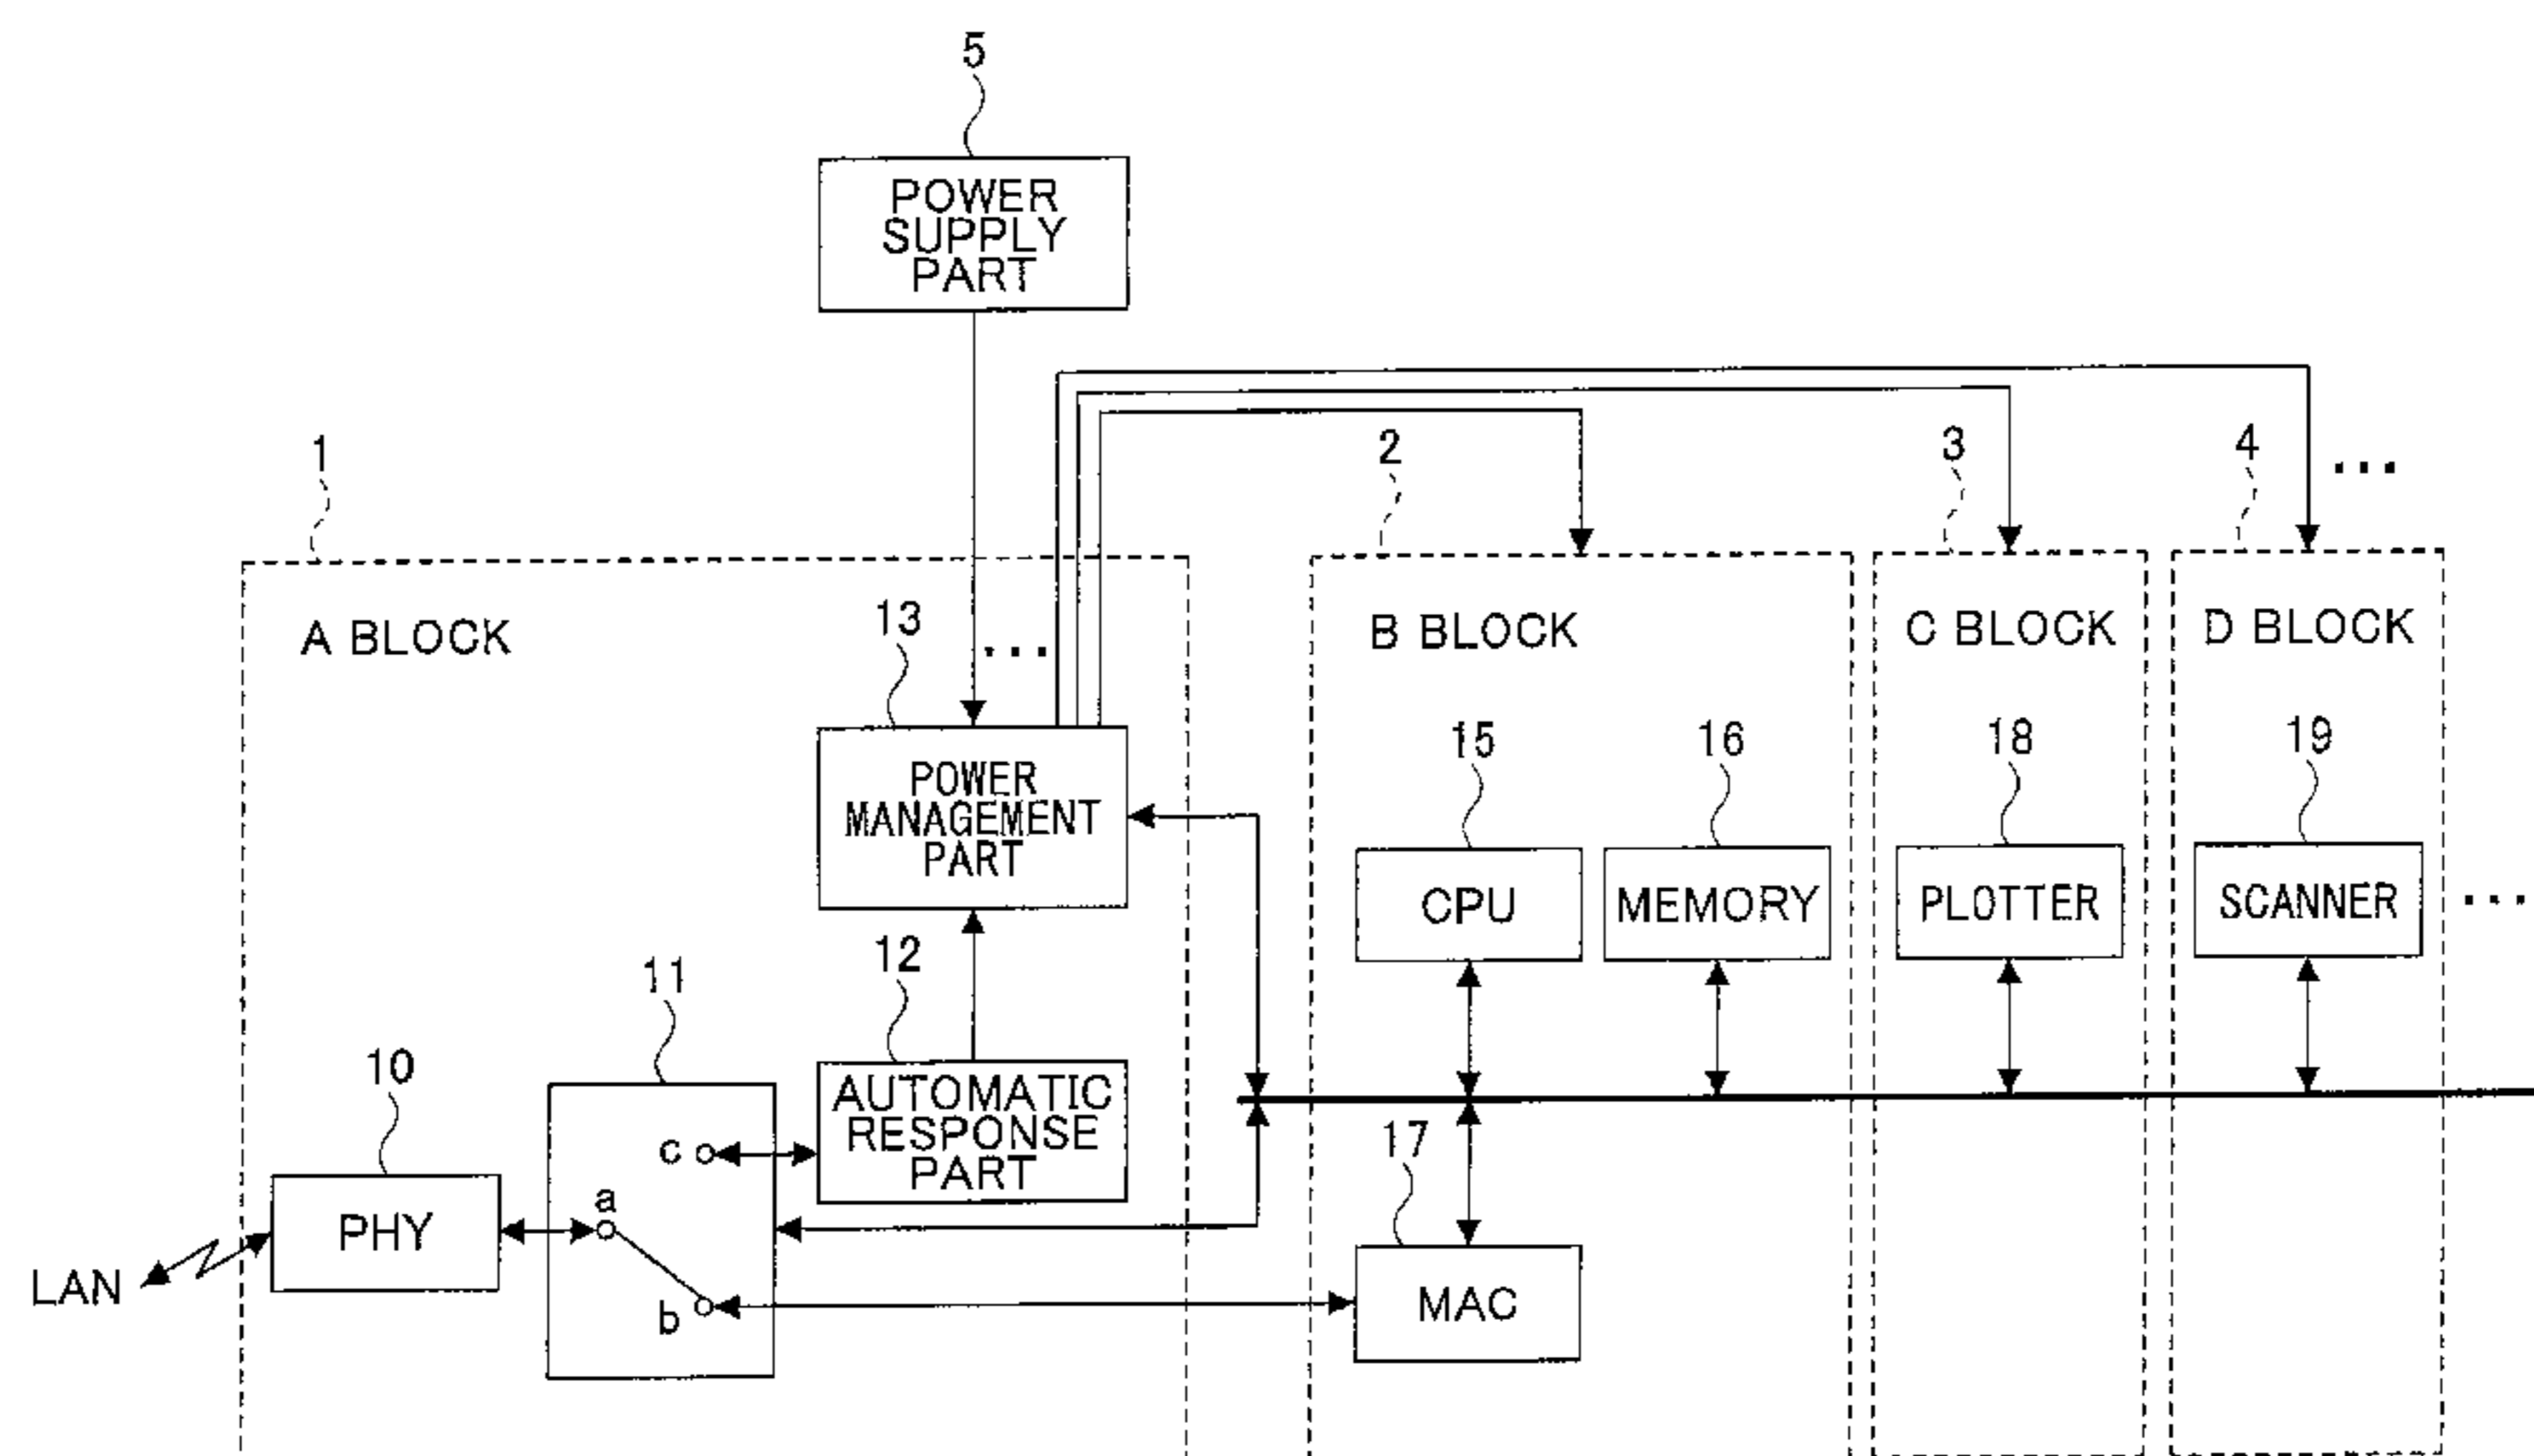 5
POWER
SUPPLY
PART
1
2
3
4
...
A BLOCK
13
...
B BLOCK
C BLOCK
D BLOCK
POWER
MANAGEMENT
PART
15
16
18
19
CPU
MEMORY
PLOTTER
SCANNER
...
12
11
10
AUTOMATIC
RESPONSE
PART
c
a
b
17
PHY
LAN
MAC